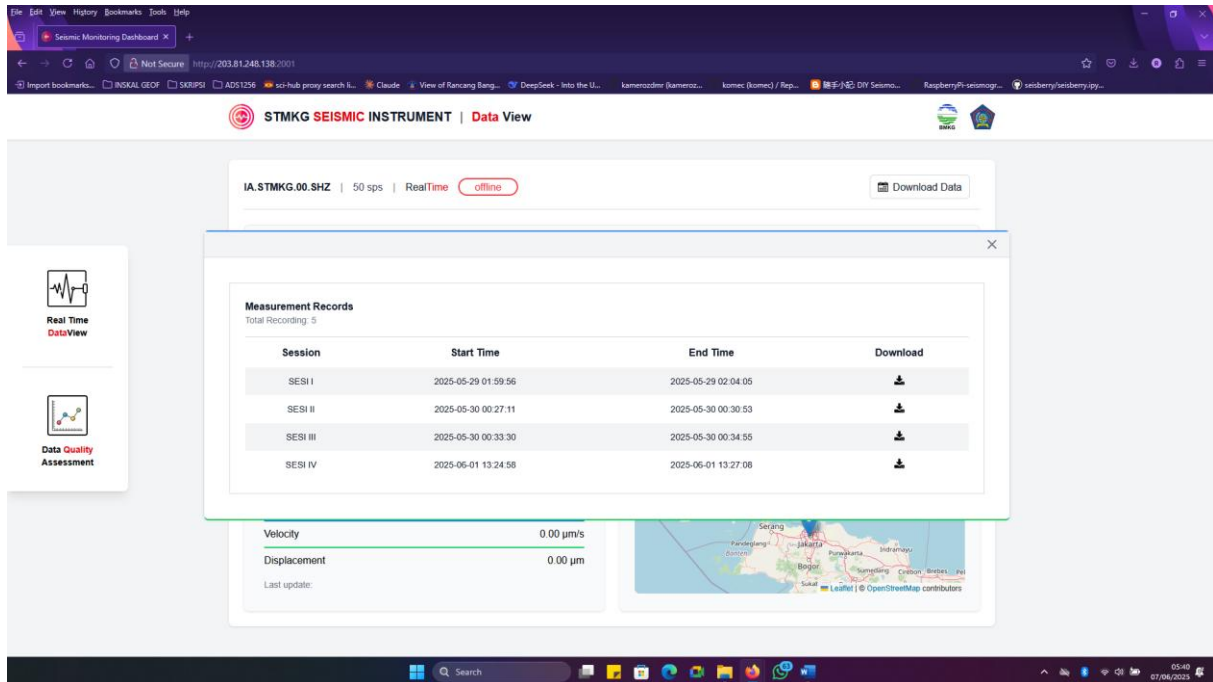 File Edit View History Bookmarks Tools Help
Seismic Monitoring Dashboard
Not Secure http://203.81.248.138:2001
Import bookmarks... INSKAL GEOF SKRIPSI ADS1256 sci-hub proxy search li... Claude View of Rancang Bang... DeepSeek - Into the U... kamerozdmr (kameroz... komec (komec) / Rep... 隨手小記: DIY Seismo... RaspberryPi-seismogr... seisberry/seisberry.ipy...
STMKG SEISMIC INSTRUMENT | Data View
BMKG
IA.STMKG.00.SHZ | 50 sps | RealTime offline
Download Data
Real Time
DataView
Data Quality
Assessment
Measurement Records
Total Recording: 5
Session Start Time End Time Download
SESI I 2025-05-29 01:59:56 2025-05-29 02:04:05
SESI II 2025-05-30 00:27:11 2025-05-30 00:30:53
SESI III 2025-05-30 00:33:30 2025-05-30 00:34:55
SESI IV 2025-06-01 13:24:58 2025-06-01 13:27:08
Velocity 0.00 µm/s
Displacement 0.00 µm
Last update:
Serang
Pandeglang
Jakarta
Banten
Purwakarta
Indramayu
Bogor
Sumedang
Cirebon
Brebes
Sukat
Leaflet | © OpenStreetMap contributors
Search
05:40
07/06/2025